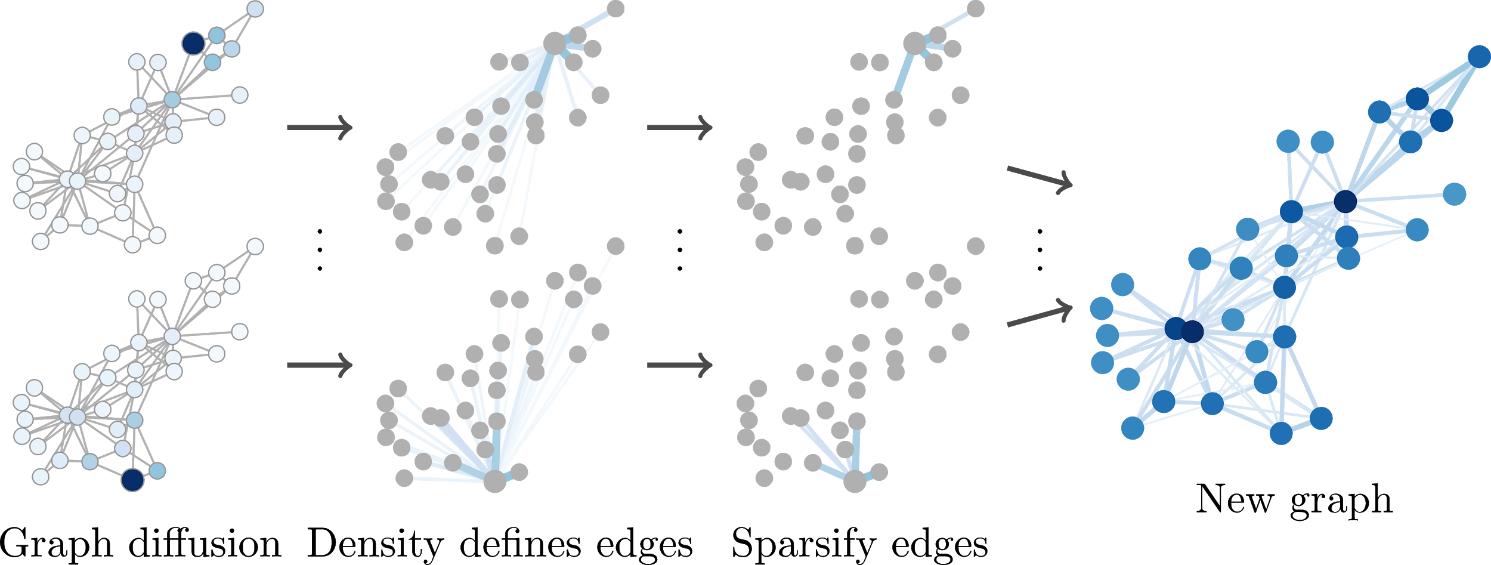 Graph diffusion
Density defines edges
Sparsify edges
New graph